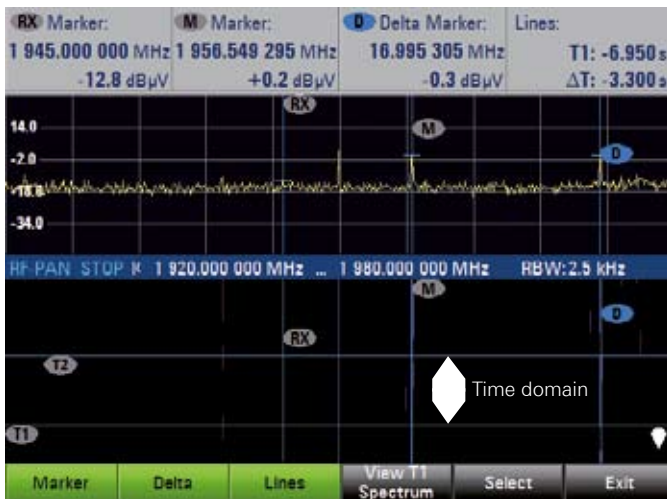 RX Marker: M Marker: D Delta Marker: Lines:
1 945.000 000 MHz 1 956.549 295 MHz 16.995 305 MHz T1: -6.950 s
-12.8 dBµV +0.2 dBµV -0.3 dBµV ΔT: -3.300 s
RX
14.0
M
-2.0
D
-18.0
-34.0
RF PAN STOP 1 920.000 000 MHz ... 1 980.000 000 MHz RBW: 2.5 kHz
M
D
RX
T2
Time domain
T1
Marker Delta Lines View T1 Spectrum Select Exit